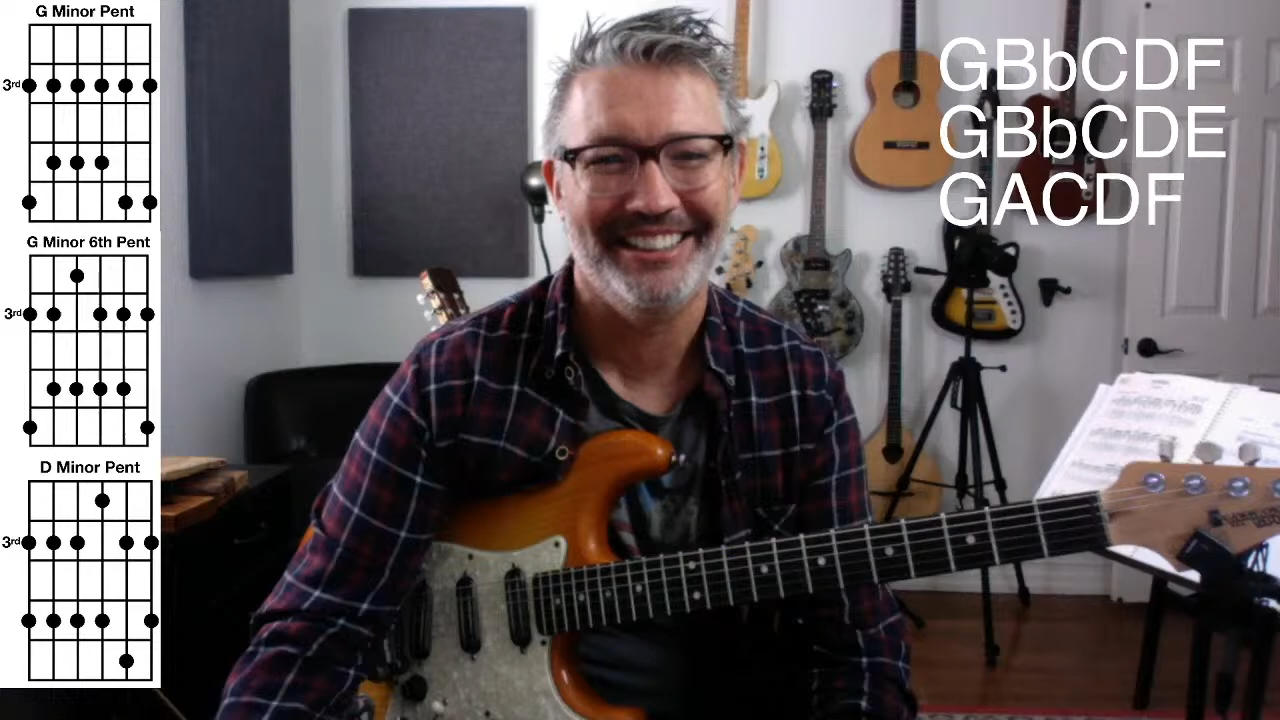 G Minor Pent
3rd
G Minor 6th Pent
3rd
D Minor Pent
3rd
GBbCDF
GBbCDE
GACDF